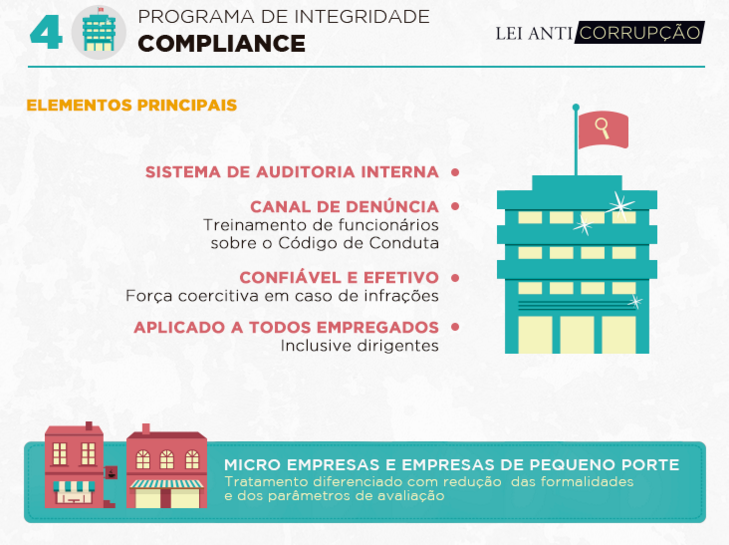 4
PROGRAMA DE INTEGRIDADE
COMPLIANCE
LEI ANTICORRUPÇÃO
ELEMENTOS PRINCIPAIS
SISTEMA DE AUDITORIA INTERNA
CANAL DE DENÚNCIA
Treinamento de funcionários
sobre o Código de Conduta
CONFIÁVEL E EFETIVO
Força coercitiva em caso de infrações
APLICADO A TODOS EMPREGADOS
Inclusive dirigentes
MICRO EMPRESAS E EMPRESAS DE PEQUENO PORTE
Tratamento diferenciado com redução das formalidades
e dos parâmetros de avaliação